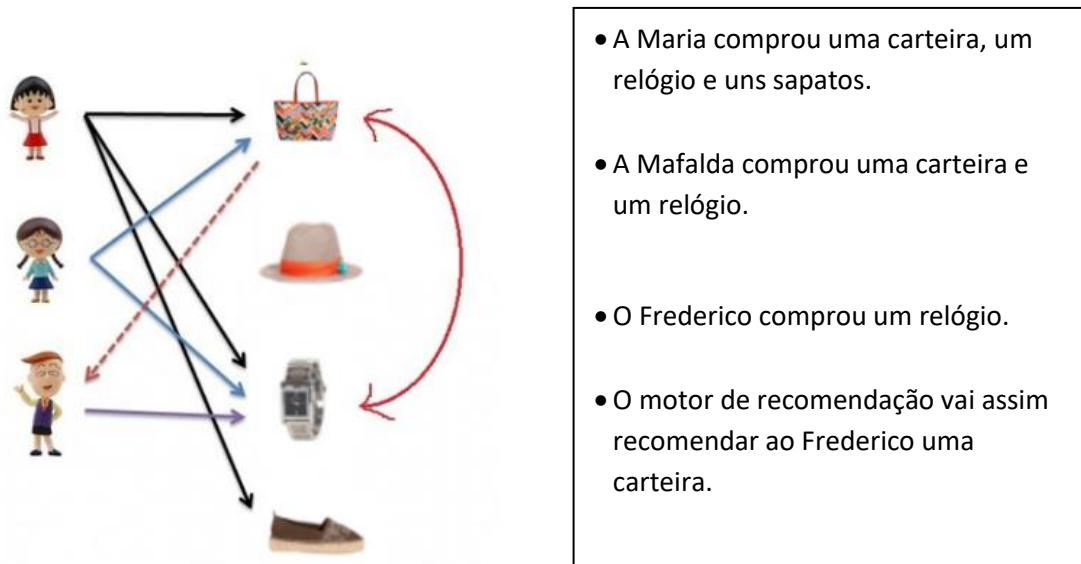 • A Maria comprou uma carteira, um
relógio e uns sapatos.
• A Mafalda comprou uma carteira e
um relógio.
• O Frederico comprou um relógio.
• O motor de recomendação vai assim
recomendar ao Frederico uma
carteira.